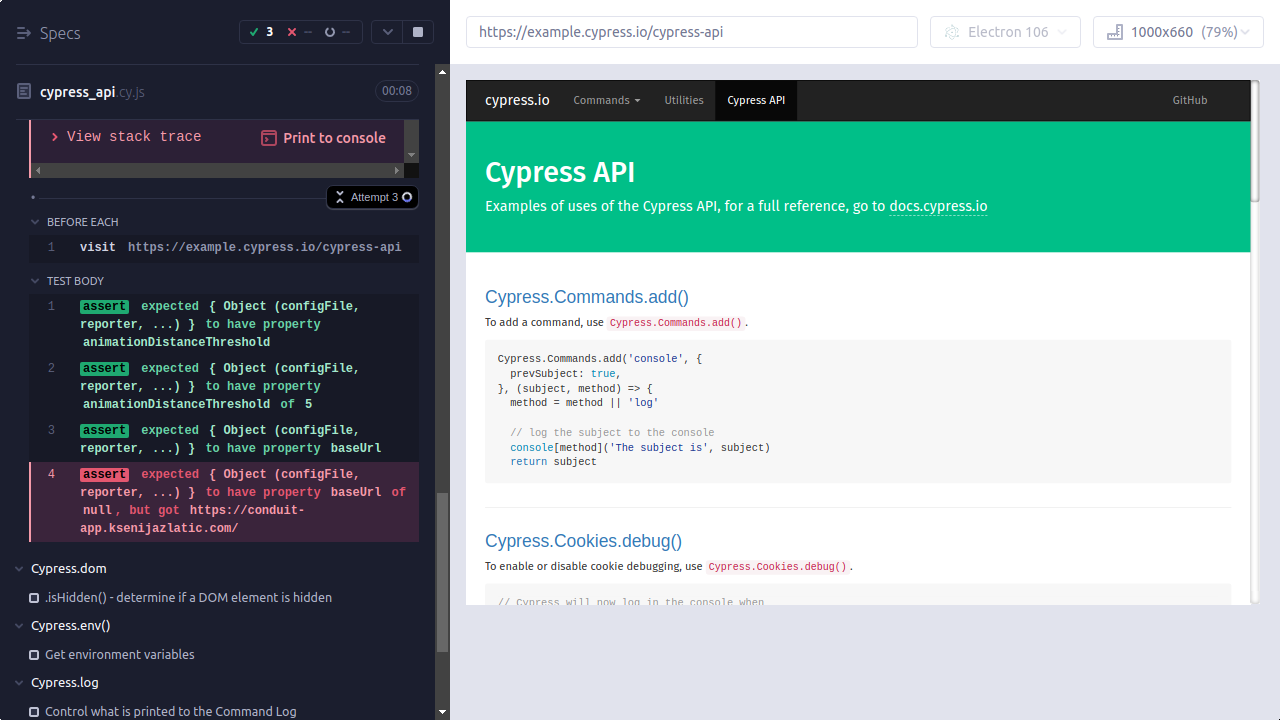 Specs
3
--
--
cypress_api.cy.js
00:08
View stack trace
Print to console
Attempt 3
BEFORE EACH
1 visit https://example.cypress.io/cypress-api
TEST BODY
1 assert expected { Object (configFile,
reporter, ...) } to have property
animationDistanceThreshold
2 assert expected { Object (configFile,
reporter, ...) } to have property
animationDistanceThreshold of 5
3 assert expected { Object (configFile,
reporter, ...) } to have property baseUrl
4 assert expected { Object (configFile,
reporter, ...) } to have property baseUrl of
null, but got https://conduit-
app.ksenijazlatic.com/
Cypress.dom
.isHidden() - determine if a DOM element is hidden
Cypress.env()
Get environment variables
Cypress.log
Control what is printed to the Command Log
https://example.cypress.io/cypress-api
Electron 106
1000x660 (79%)
cypress.io
Commands
Utilities
Cypress API
GitHub
Cypress API
Examples of uses of the Cypress API, for a full reference, go to docs.cypress.io
Cypress.Commands.add()
To add a command, use Cypress.Commands.add().
Cypress.Commands.add('console', {
prevSubject: true,
}, (subject, method) => {
method = method || 'log'
// log the subject to the console
console[method]('The subject is', subject)
return subject
Cypress.Cookies.debug()
To enable or disable cookie debugging, use Cypress.Cookies.debug().
// Cypress will now log in the console when